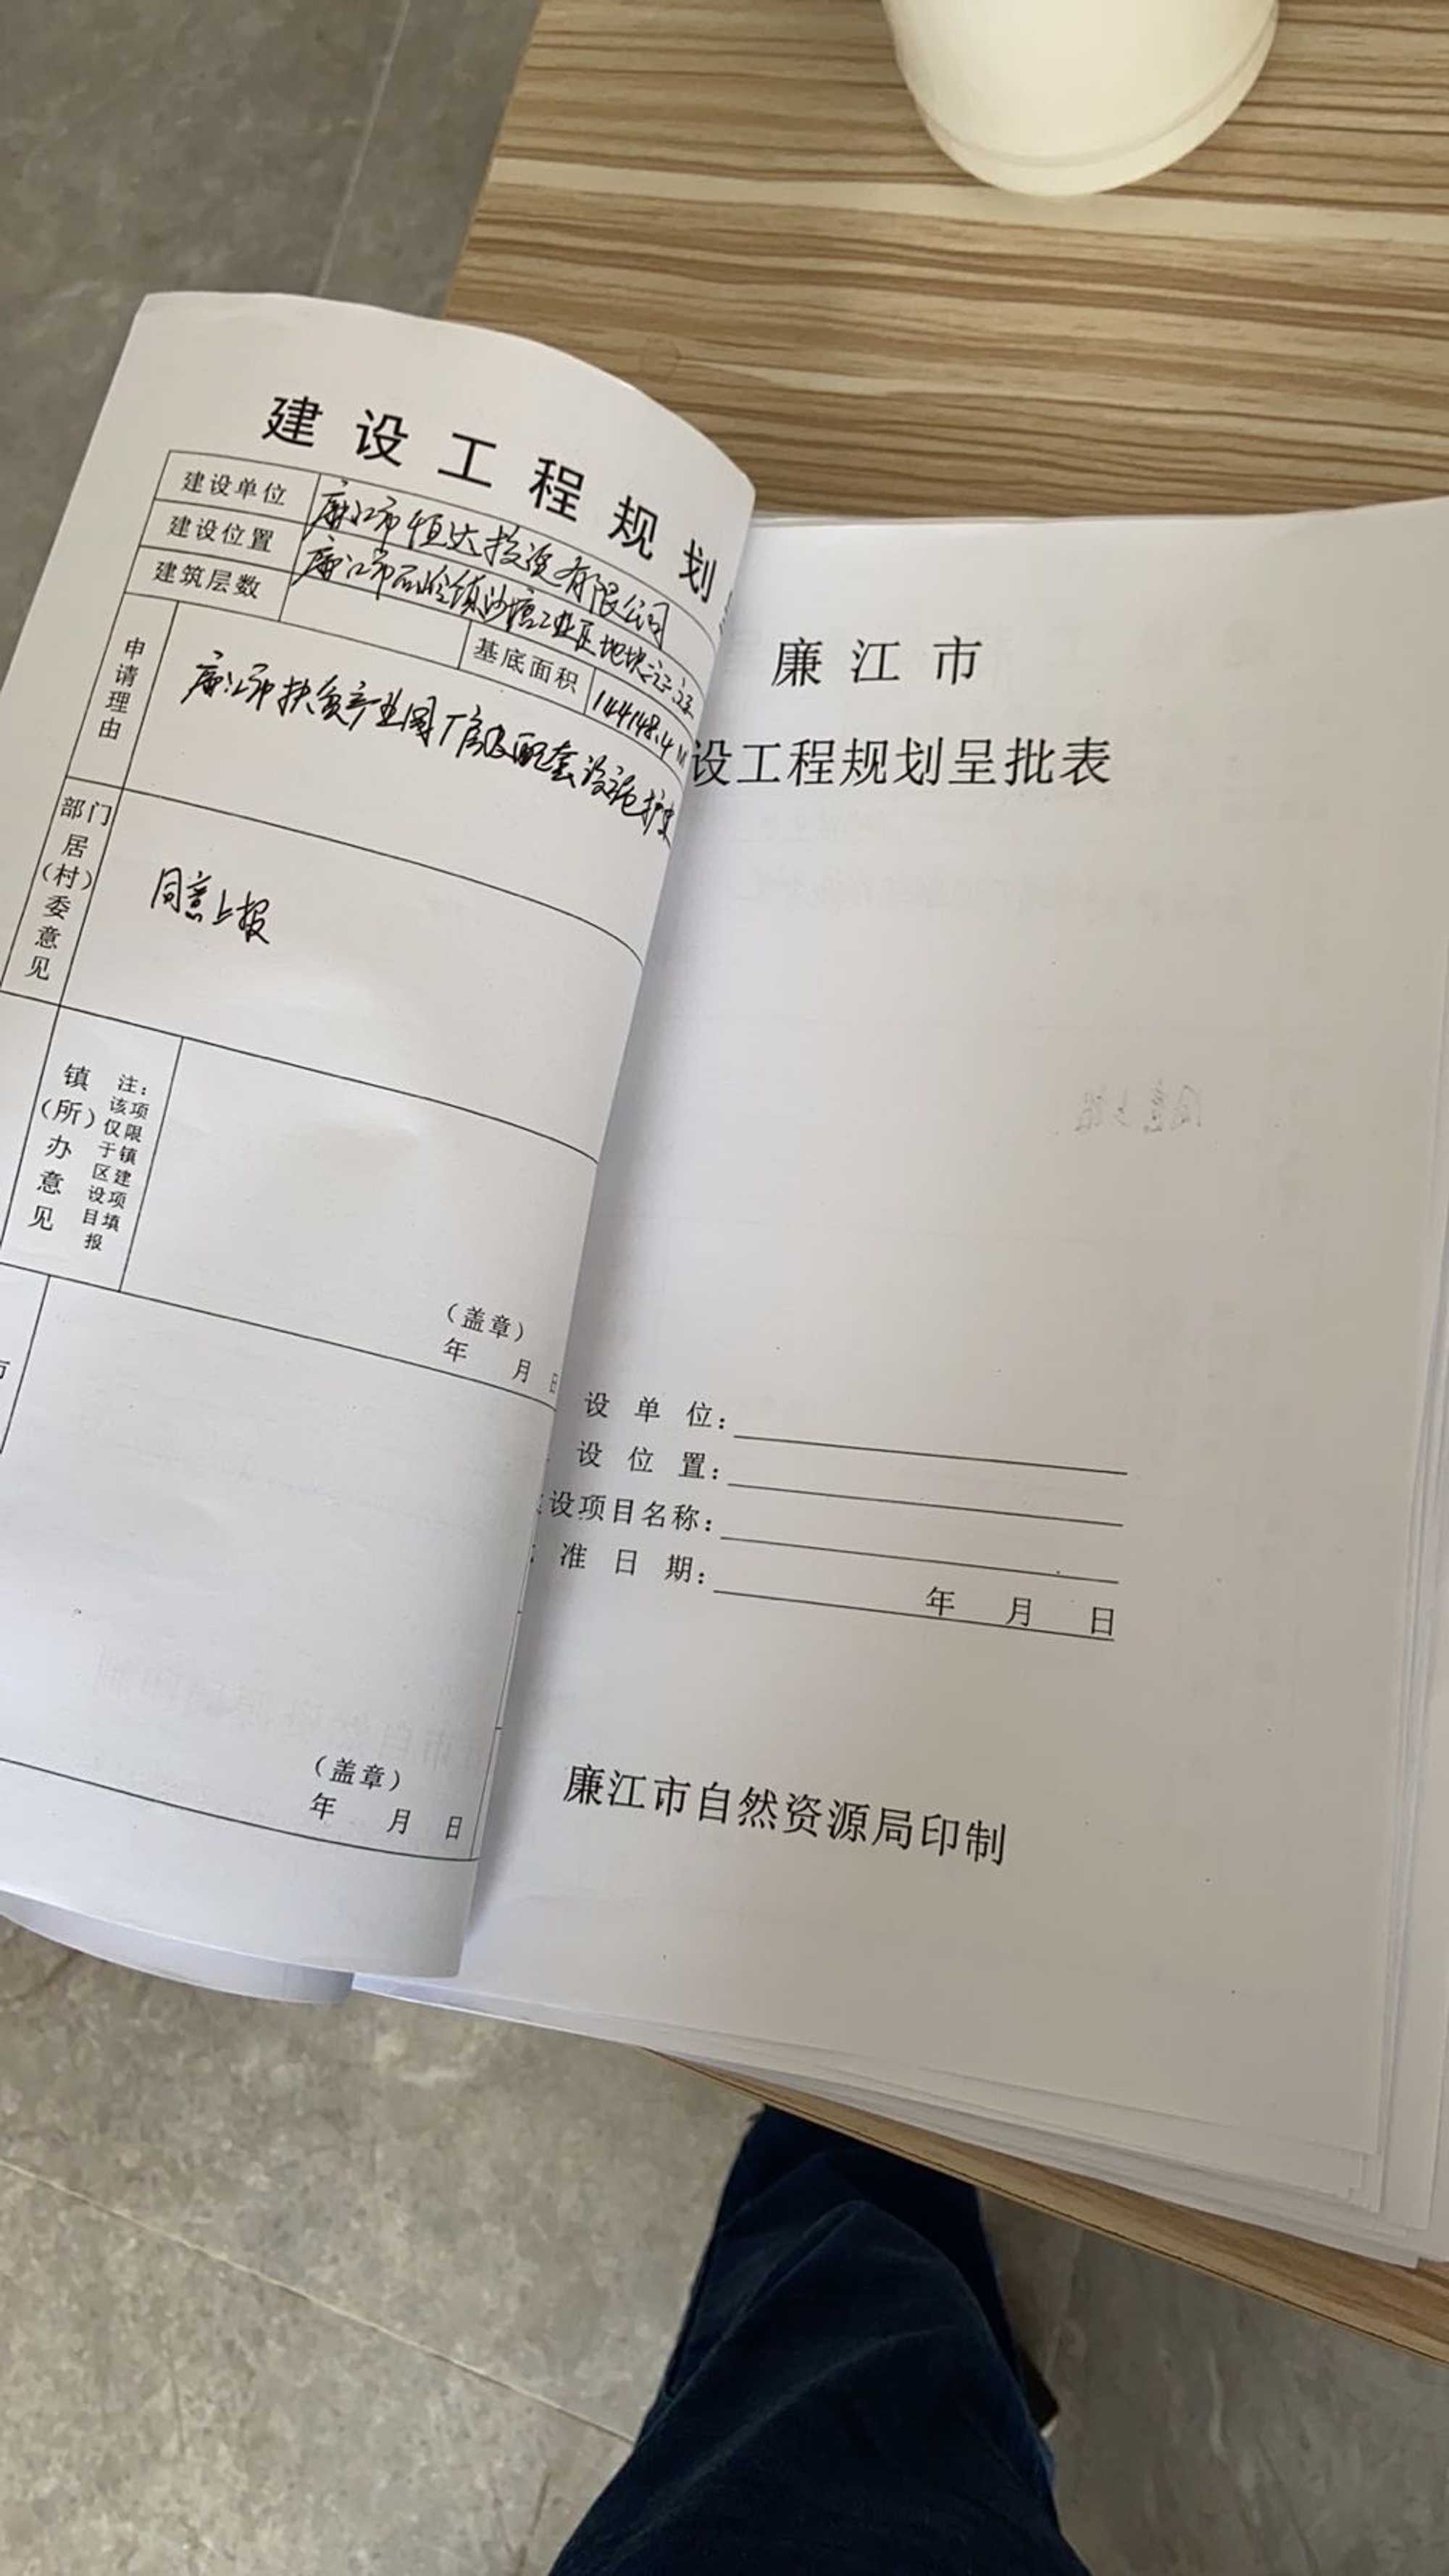 建设工程规划
建设单位 廉江市恒达投资有限公司
建设位置 廉江市石岭镇沙塘工业区地块
建筑层数 基底面积 14148.4 M
申请理由 廉江市扶贫产业园厂房及配套设施扩
部门居(村)委意见 同意上报
镇(所)办意见
注:该项仅限于镇区建设项目填报
(盖章)
年 月 日
(盖章)
年 月 日
廉江市
设工程规划呈批表
设单位:
设位置:
设项目名称:
准日期: 年 月 日
廉江市自然资源局印制